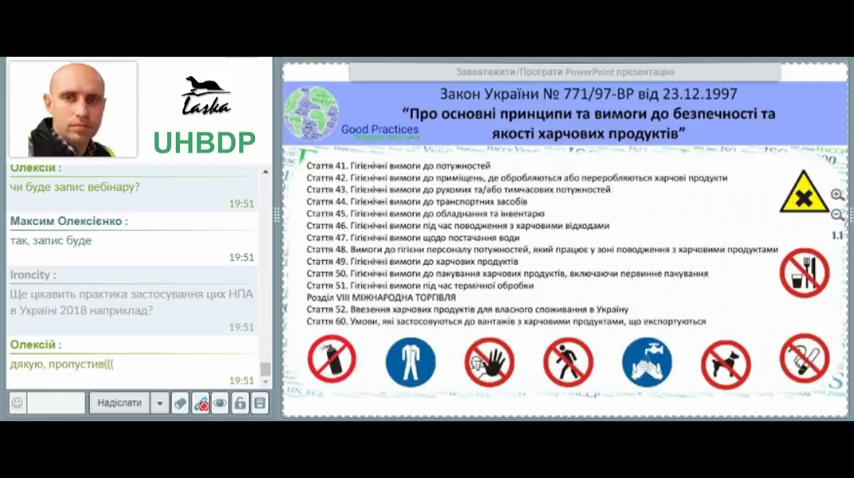 Laska
UHBDP
Олексій :
чи буде запис вебінару?
19:51
Максим Олексієнко :
так, запис буде
19:51
Ironcity :
Ще цікавить практика застосування цих НПА
в Україні 2018 наприклад?
19:51
Олексій :
дякую, пропустив(((
19:51
Надіслати
Завантажити/Програти PowerPoint презентацію
Good Practices
Закон України № 771/97-ВР від 23.12.1997
“Про основні принципи та вимоги до безпечності та
якості харчових продуктів”
Стаття 41. Гігієнічні вимоги до потужностей
Стаття 42. Гігієнічні вимоги до приміщень, де обробляються або переробляються харчові продукти
Стаття 43. Гігієнічні вимоги до рухомих та/або тимчасових потужностей
Стаття 44. Гігієнічні вимоги до транспортних засобів
Стаття 45. Гігієнічні вимоги до обладнання та інвентарю
Стаття 46. Гігієнічні вимоги під час поводження з харчовими відходами
Стаття 47. Гігієнічні вимоги щодо постачання води
Стаття 48. Вимоги до гігієни персоналу потужностей, який працює у зоні поводження з харчовими продуктами
Стаття 49. Гігієнічні вимоги до харчових продуктів
Стаття 50. Гігієнічні вимоги до пакування харчових продуктів, включаючи первинне пакування
Стаття 51. Гігієнічні вимоги під час термічної обробки
Розділ VIII МІЖНАРОДНА ТОРГІВЛЯ
Стаття 52. Ввезення харчових продуктів для власного споживання в Україну
Стаття 60. Умови, які застосовуються до вантажів з харчовими продуктами, що експортуються
1.1